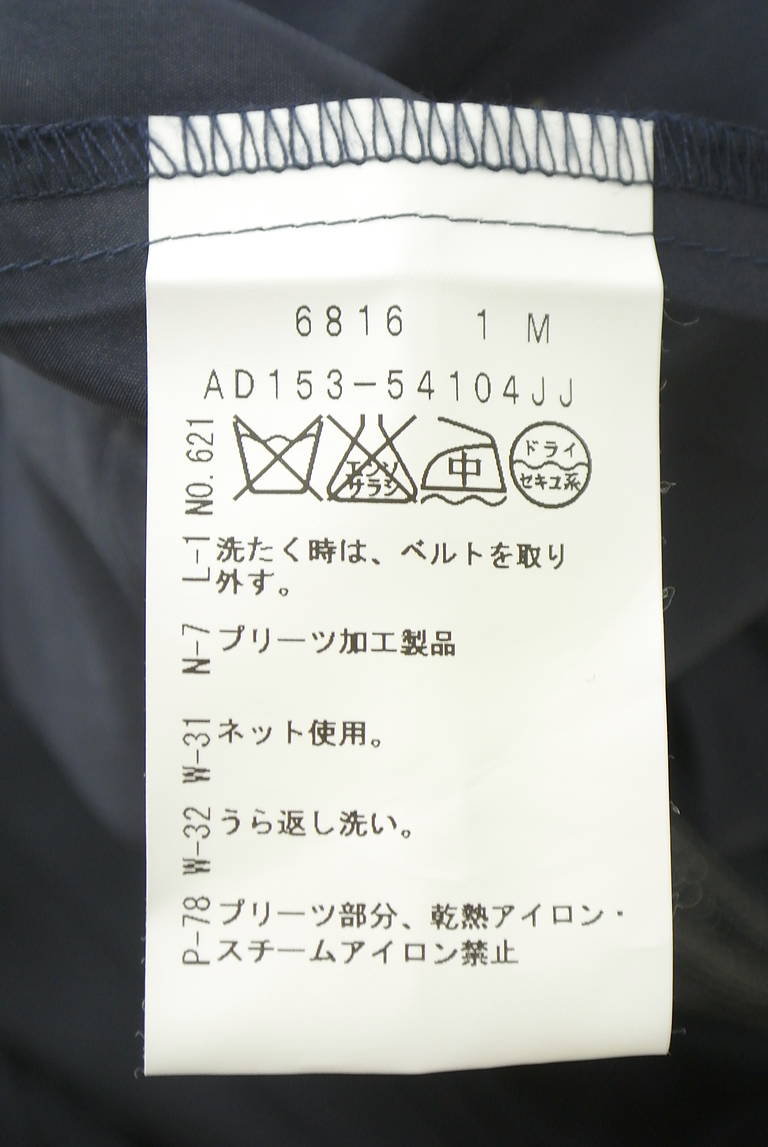 6816 1 M
AD153-54104JJ
NO.621
エンソ
サラシ
中
ドライ
セキユ系
L-1 洗たく時は、ベルトを取り
外す。
N-7 プリーツ加工製品
W-31 ネット使用。
W-32 うら返し洗い。
P-78 プリーツ部分、乾熱アイロン・
スチームアイロン禁止